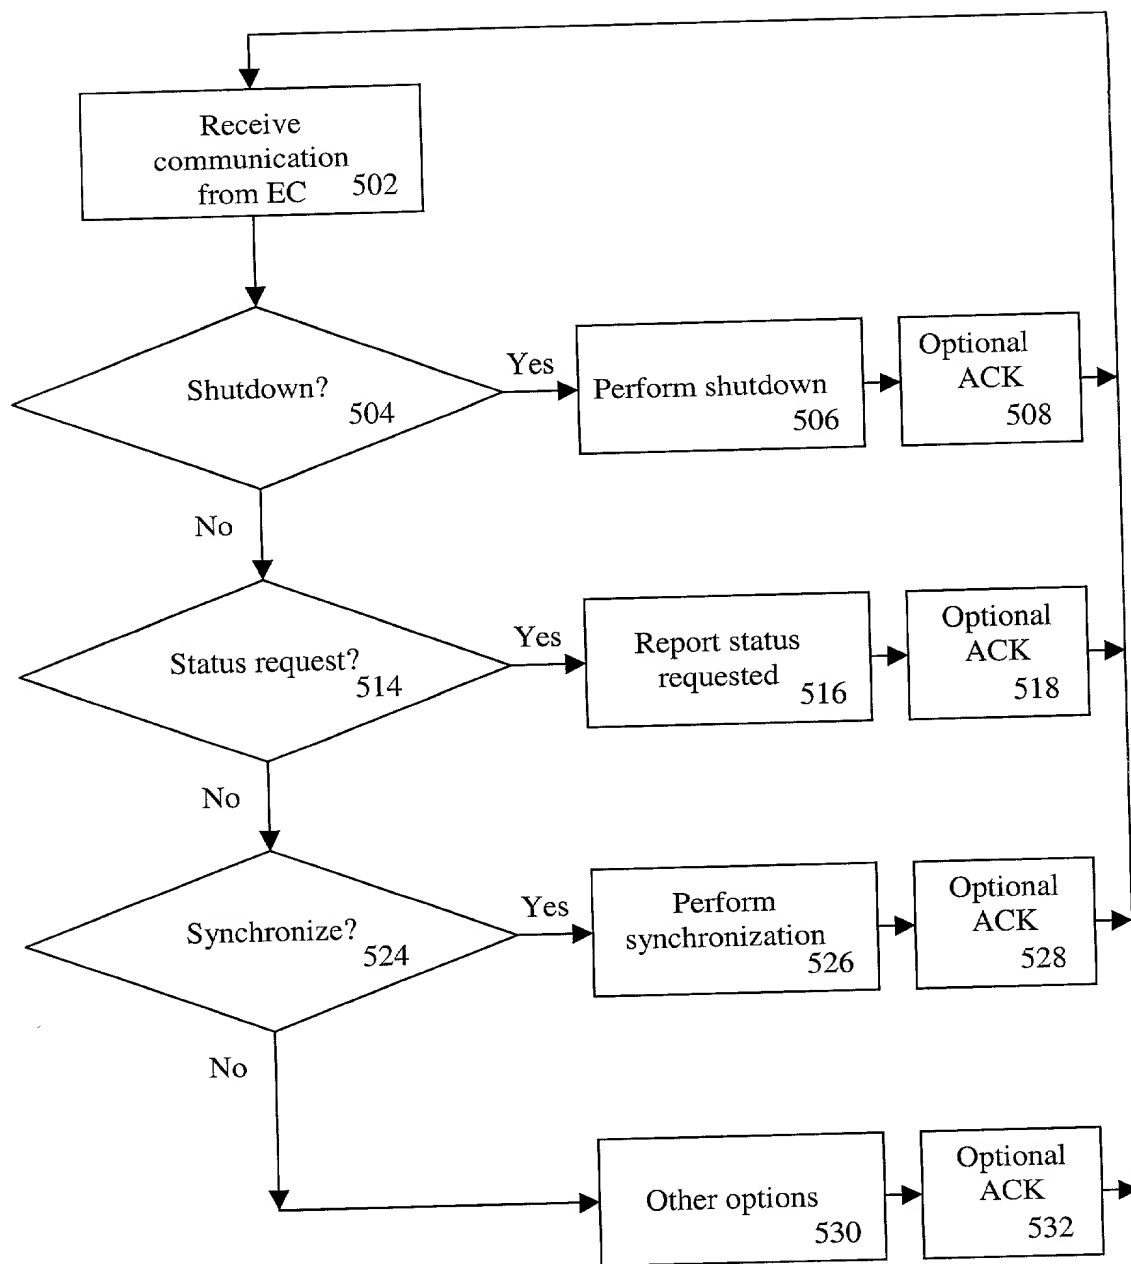 Receive
communication
from EC 502
Shutdown?
504
Yes
Perform shutdown
506
Optional
ACK
508
No
Status request?
514
Yes
Report status
requested
516
Optional
ACK
518
No
Synchronize?
524
Yes
Perform
synchronization
526
Optional
ACK
528
No
Other options
530
Optional
ACK
532